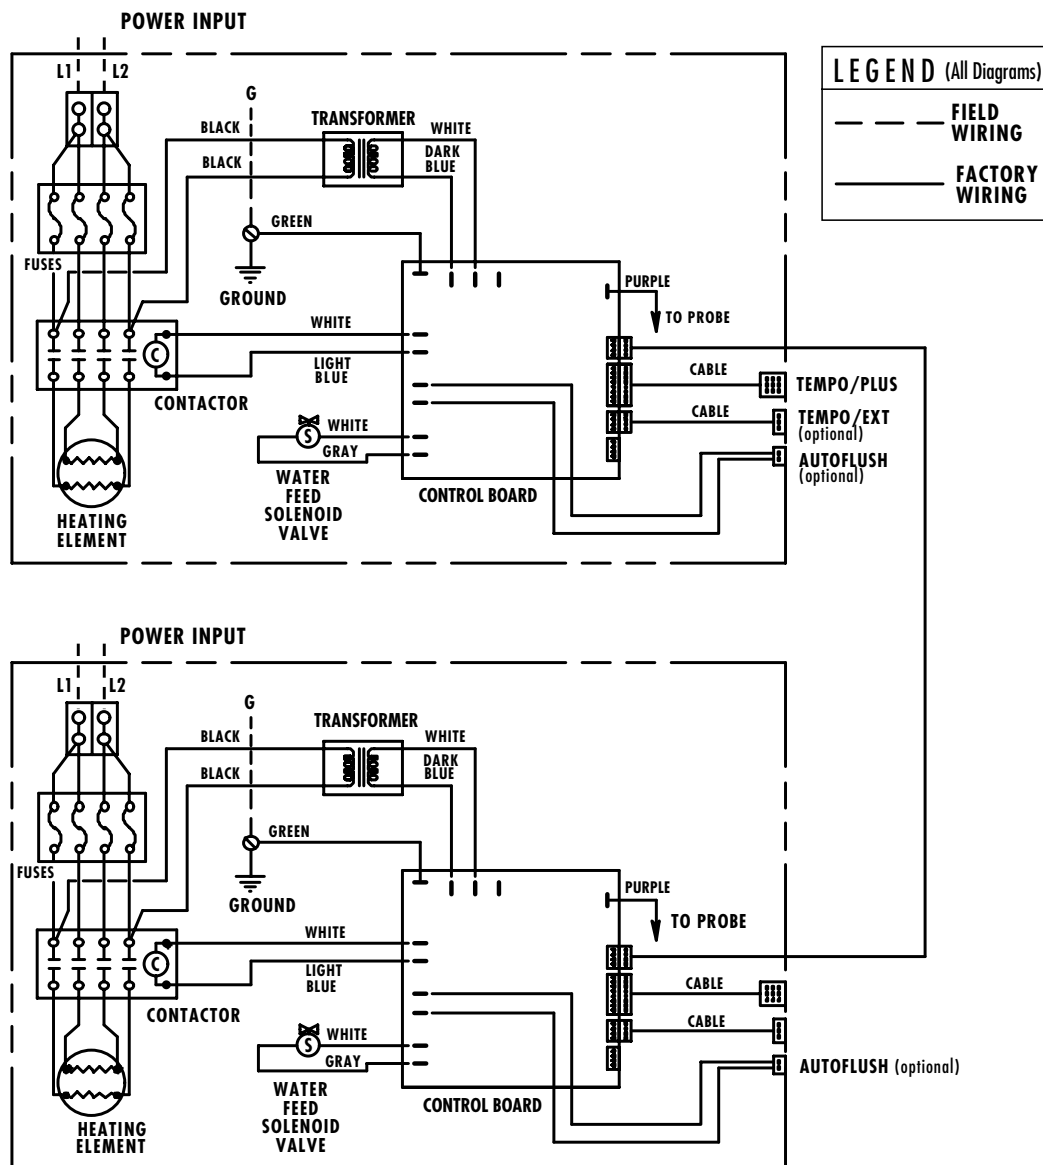 POWER INPUT
L1
L2
G
BLACK
TRANSFORMER
WHITE
BLACK
DARK
BLUE
GREEN
FUSES
GROUND
PURPLE
TO PROBE
WHITE
LIGHT
BLUE
C
CONTACTOR
CABLE
TEMPO/PLUS
CABLE
TEMPO/EXT
(optional)
S
WHITE
GRAY
AUTOFLUSH
(optional)
WATER
FEED
SOLENOID
VALVE
CONTROL BOARD
HEATING
ELEMENT
LEGEND (All Diagrams)
FIELD
WIRING
FACTORY
WIRING
POWER INPUT
L1
L2
G
BLACK
TRANSFORMER
WHITE
BLACK
DARK
BLUE
GREEN
FUSES
GROUND
PURPLE
TO PROBE
WHITE
LIGHT
BLUE
C
CONTACTOR
CABLE
CABLE
S
WHITE
GRAY
AUTOFLUSH (optional)
WATER
FEED
SOLENOID
VALVE
CONTROL BOARD
HEATING
ELEMENT